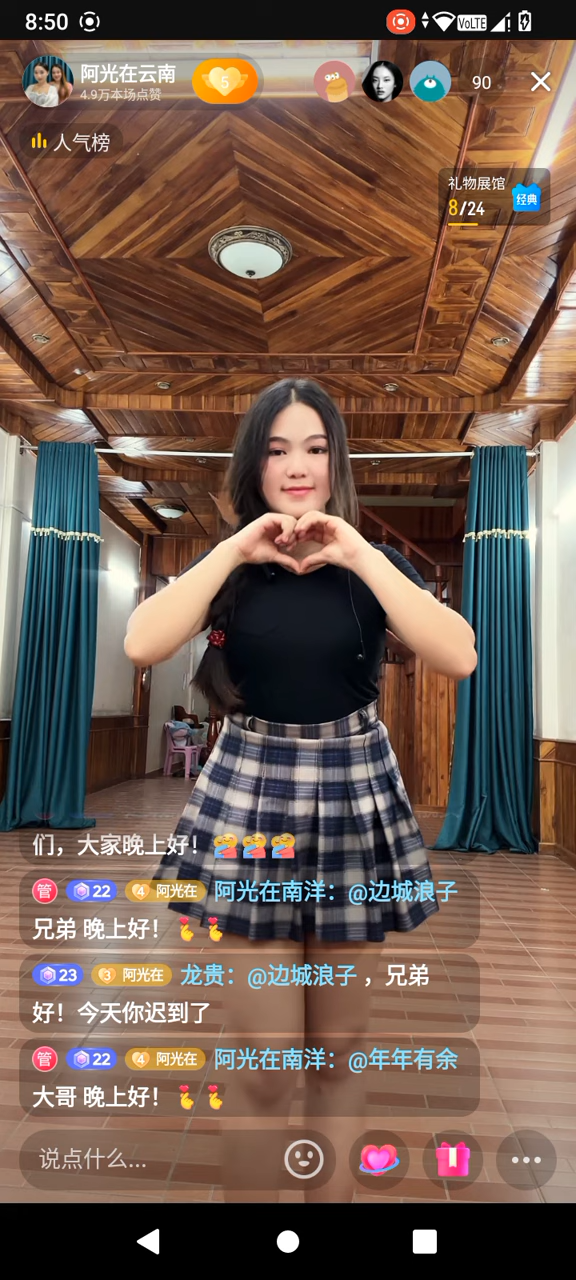 8:50
VoLTE
阿光在云南
4.9万本场点赞
5
90
人气榜
礼物展馆
8/24
经典
们，大家晚上好！
管 22 4 阿光在 阿光在南洋：@边城浪子
兄弟 晚上好！
23 3 阿光在 龙贵：@边城浪子 ，兄弟
好！今天你迟到了
管 22 4 阿光在 阿光在南洋：@年年有余
大哥 晚上好！
说点什么...